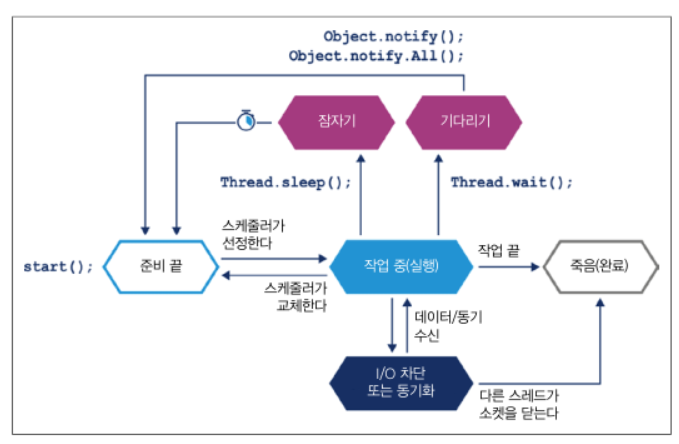 Object.notify();
Object.notify.All();
잠자기
기다리기
Thread.sleep();
Thread.wait();
스케줄러가
선정한다
start();
준비 끝
작업 중(실행)
작업 끝
죽음(완료)
스케줄러가
교체한다
데이터/동기
수신
I/O 차단
또는 동기화
다른 스레드가
소켓을 닫는다